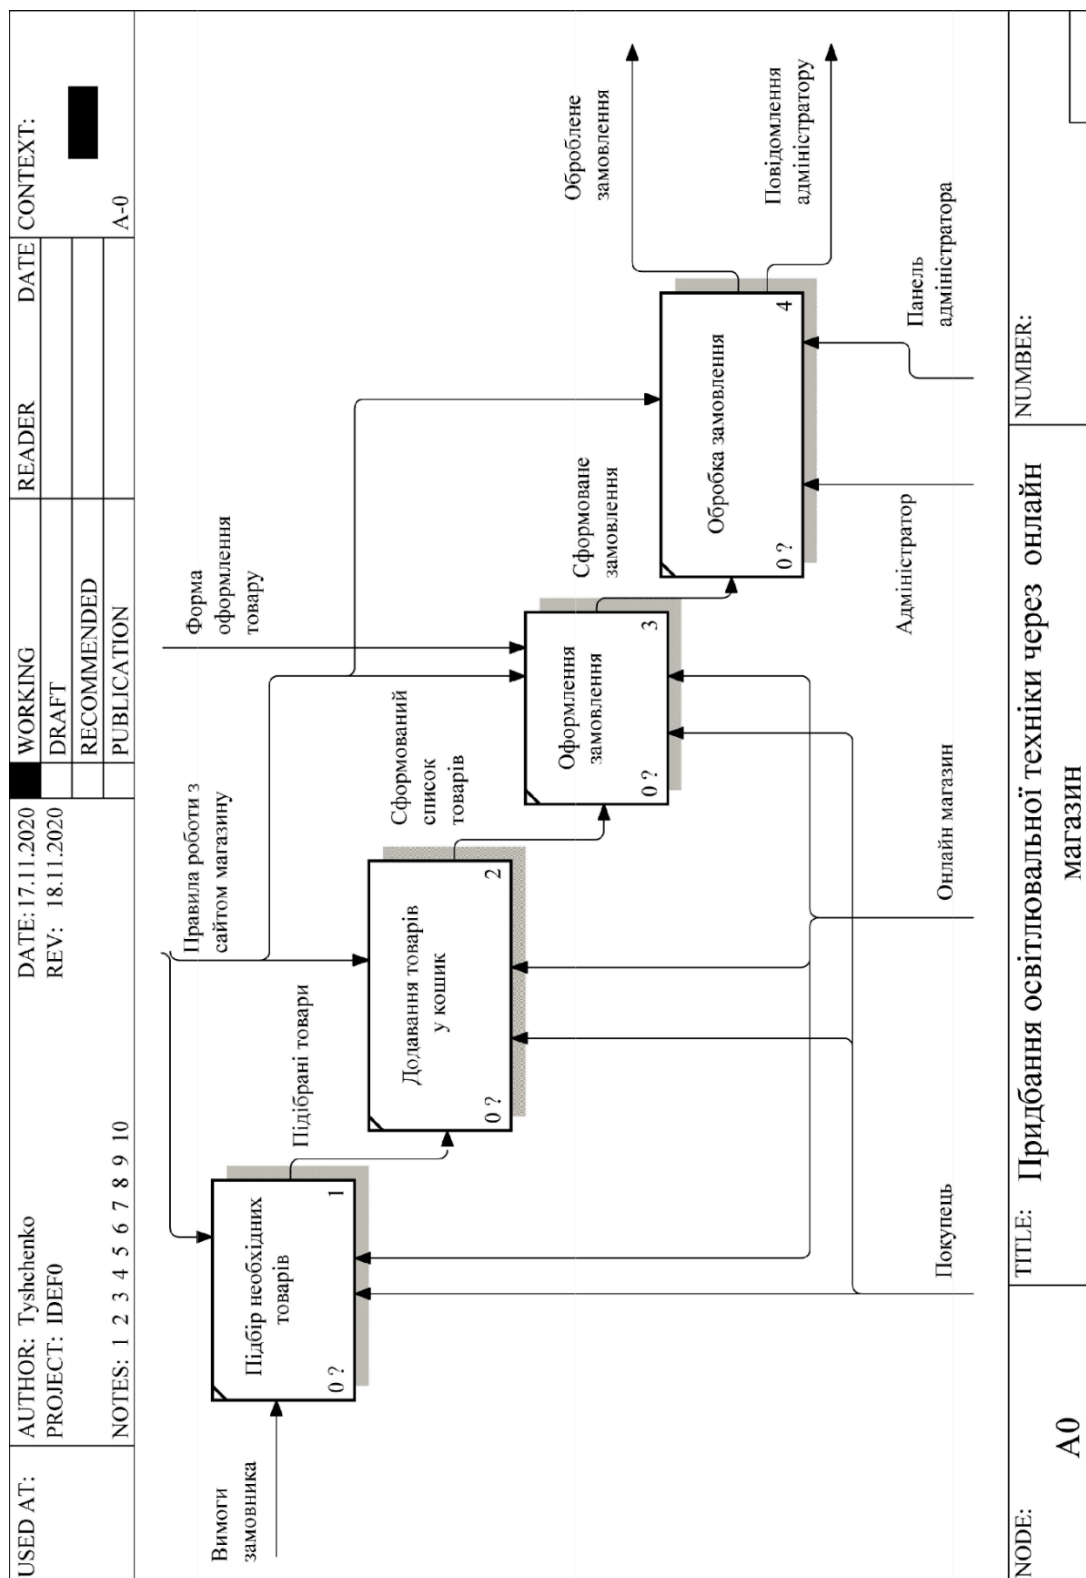 USED AT:
AUTHOR: Tyshchenko
PROJECT: IDEF0
NOTES: 1 2 3 4 5 6 7 8 9 10
DATE: 17.11.2020
REV: 18.11.2020
WORKING
DRAFT
RECOMMENDED
PUBLICATION
READER
DATE
CONTEXT:
A-0
Вимоги
замовника
Правила роботи з
сайтом магазину
Форма
оформлення
товару
Підбір необхідних
товарів
0 ?
1
Підібрані товари
Додавання товарів
у кошик
0 ?
2
Сформований
список
товарів
Оформлення
замовлення
0 ?
3
Сформоване
замовлення
Обробка замовлення
0 ?
4
Оброблене
замовлення
Повідомлення
адміністратору
Покупець
Онлайн магазин
Адміністратор
Панель
адміністратора
NODE:
A0
TITLE:
Придбання освітлювальної техніки через онлайн
магазин
NUMBER: